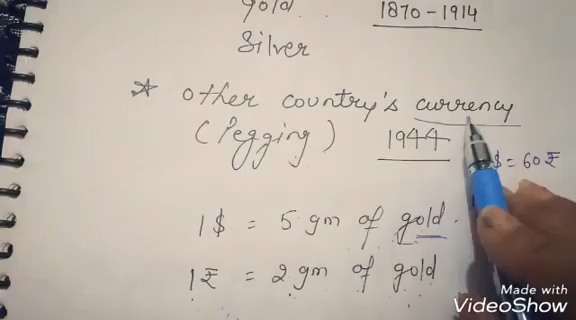 Gold 1870-1914
Silver
* Other country's currency
(Pegging) 1944
$ = 60₹
1$ = 5 gm of gold.
1₹ = 2 gm of gold
Made with
VideoShow